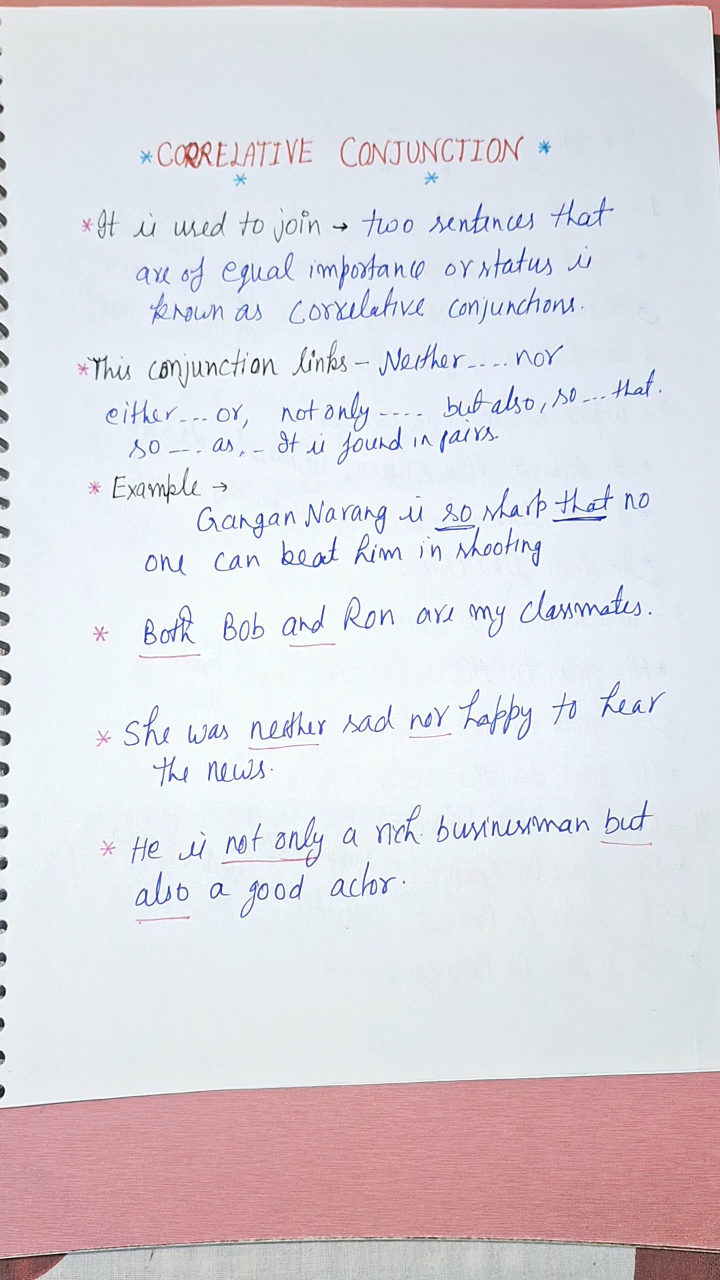 * CORRELATIVE CONJUNCTION *
* *
* It is used to join → two sentences that
are of equal importance or status is
known as correlative conjunctions.
* This conjunction links - Neither .... nor
either ... or, not only .... but also, so ... that.
so -.. as, - It is found in pairs.
* Example →
Gangan Narang is so sharp that no
one can beat him in shooting
* Both Bob and Ron are my classmates.
* She was neither sad nor happy to hear
the news.
* He is not only a rich businessman but
also a good actor.